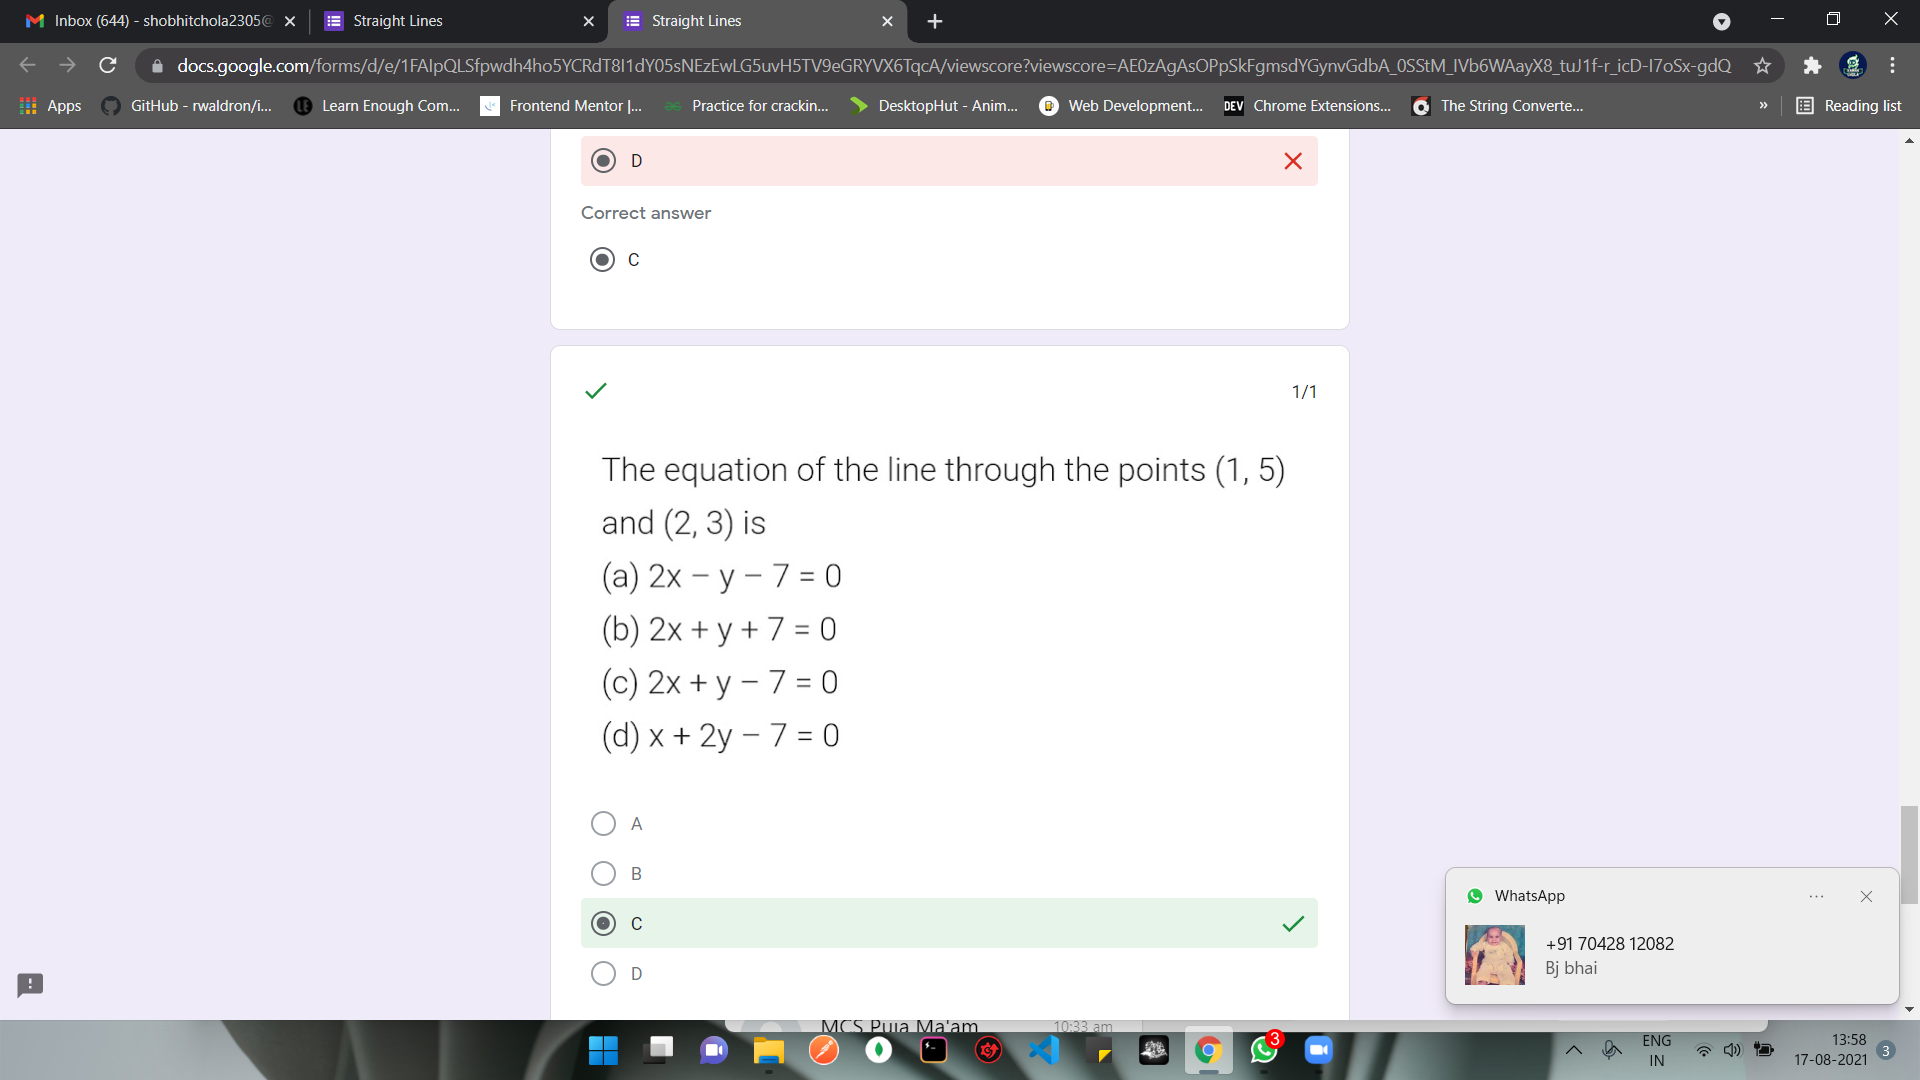 Inbox (644) - shobhitchola2305@
Straight Lines
Straight Lines
docs.google.com/forms/d/e/1FAIpQLSfpwdh4ho5YCRdT8I1dY05sNEzEwLG5uvH5TV9eGRYVX6TqcA/viewscore?viewscore=AE0zAgAsOPpSkFgmsdYGynvGdbA_0SStM_IVb6WAayX8_tuJ1f-r_icD-I7oSx-gdQ
Apps
GitHub - rwaldron/i...
Learn Enough Com...
Frontend Mentor |...
Practice for crackin...
DesktopHut - Anim...
Web Development...
DEV
Chrome Extensions...
The String Converte...
»
Reading list
D
Correct answer
C
1/1
The equation of the line through the points (1, 5)
and (2, 3) is
(a) 2x − y − 7 = 0
(b) 2x + y + 7 = 0
(c) 2x + y − 7 = 0
(d) x + 2y − 7 = 0
A
B
C
D
WhatsApp
+91 70428 12082
Bj bhai
MCS Puja Ma'am
10:33 am
3
ENG
IN
13:58
17-08-2021
3